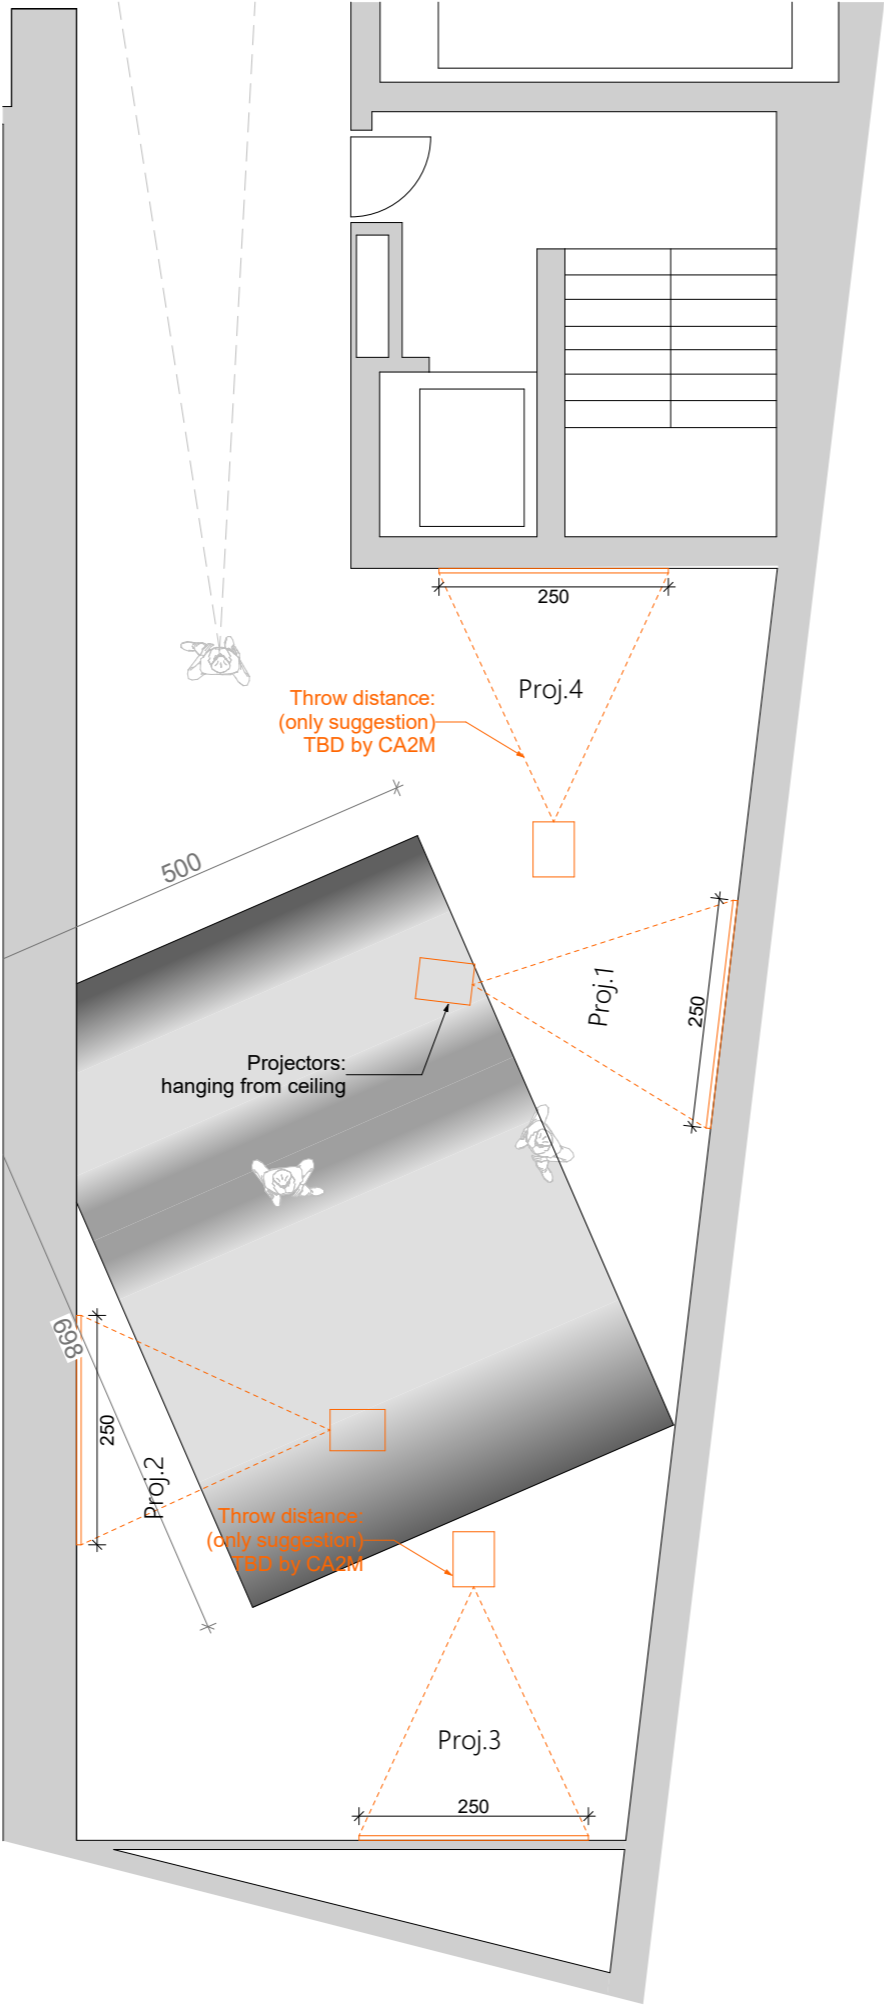 250
Proj.4
Throw distance:
(only suggestion)
TBD by CA2M
500
Proj.1
250
Projectors:
hanging from ceiling
698
250
Proj.2
Throw distance:
(only suggestion)
TBD by CA2M
Proj.3
250